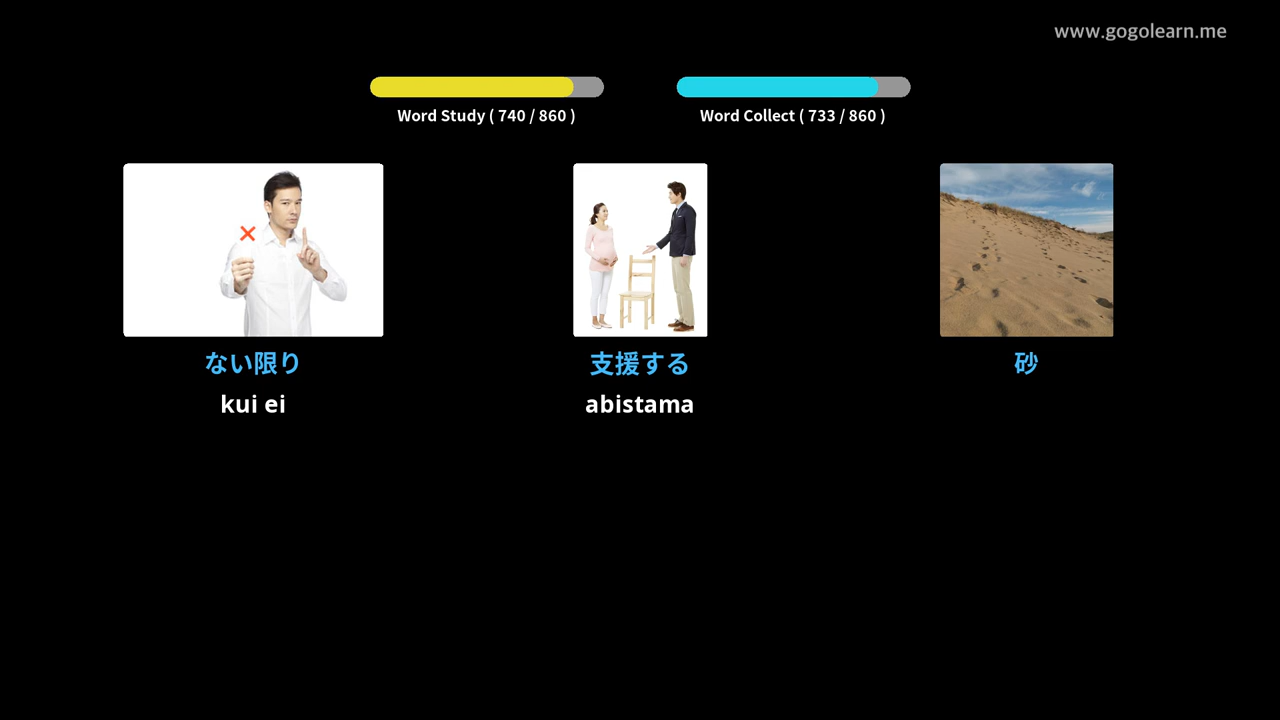 www.gogolearn.me
Word Study ( 740 / 860 )
Word Collect ( 733 / 860 )
ない限り
支援する
砂
kui ei
abistama